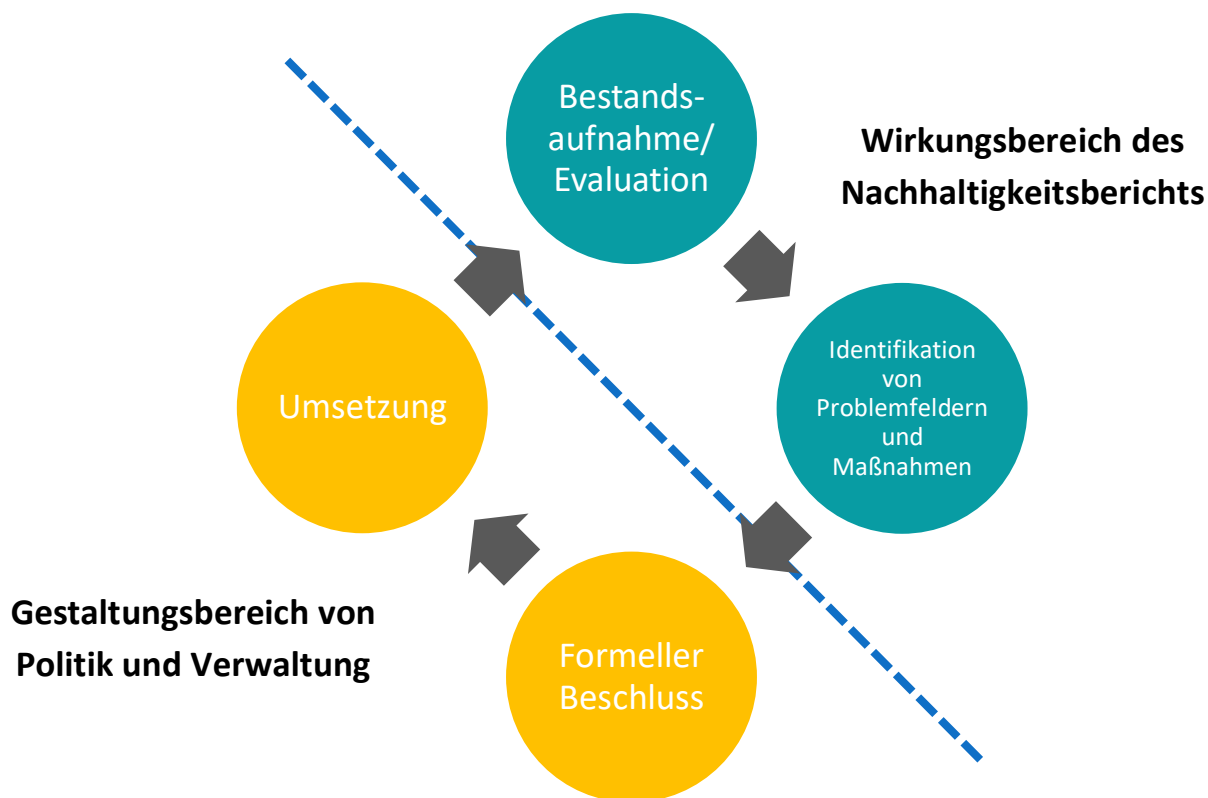 Bestands-
aufnahme/
Evaluation
Wirkungsbereich des
Nachhaltigkeitsberichts
Identifikation
von
Problemfeldern
und
Maßnahmen
Umsetzung
Gestaltungsbereich von
Politik und Verwaltung
Formeller
Beschluss